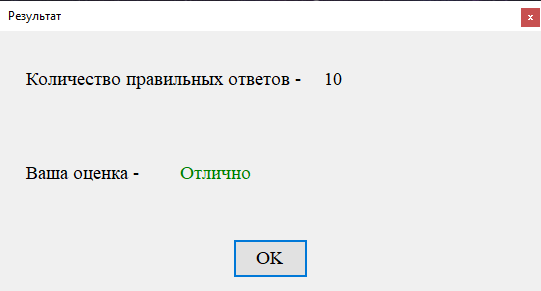 Результат
x
Количество правильных ответов - 10
Ваша оценка - Отлично
OK